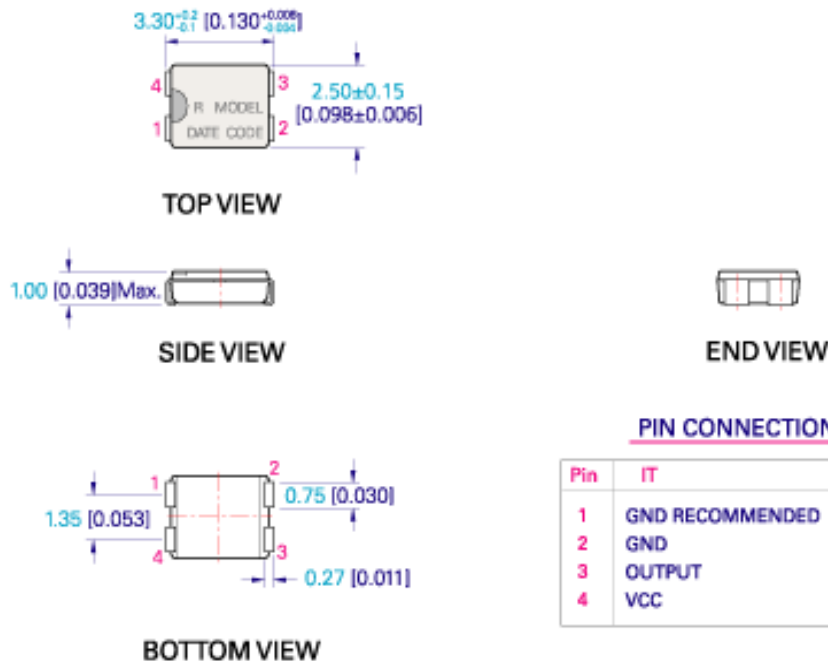 3.30+0.2-0.1 [0.130+0.008-0.004]
4
3
R MODEL
1
DATE CODE
2
2.50±0.15
[0.098±0.006]
TOP VIEW
1.00 [0.039]Max.
SIDE VIEW
END VIEW
1
2
0.75 [0.030]
1.35 [0.053]
4
3
0.27 [0.011]
BOTTOM VIEW
PIN CONNECTION
Pin IT
1 GND RECOMMENDED
2 GND
3 OUTPUT
4 VCC